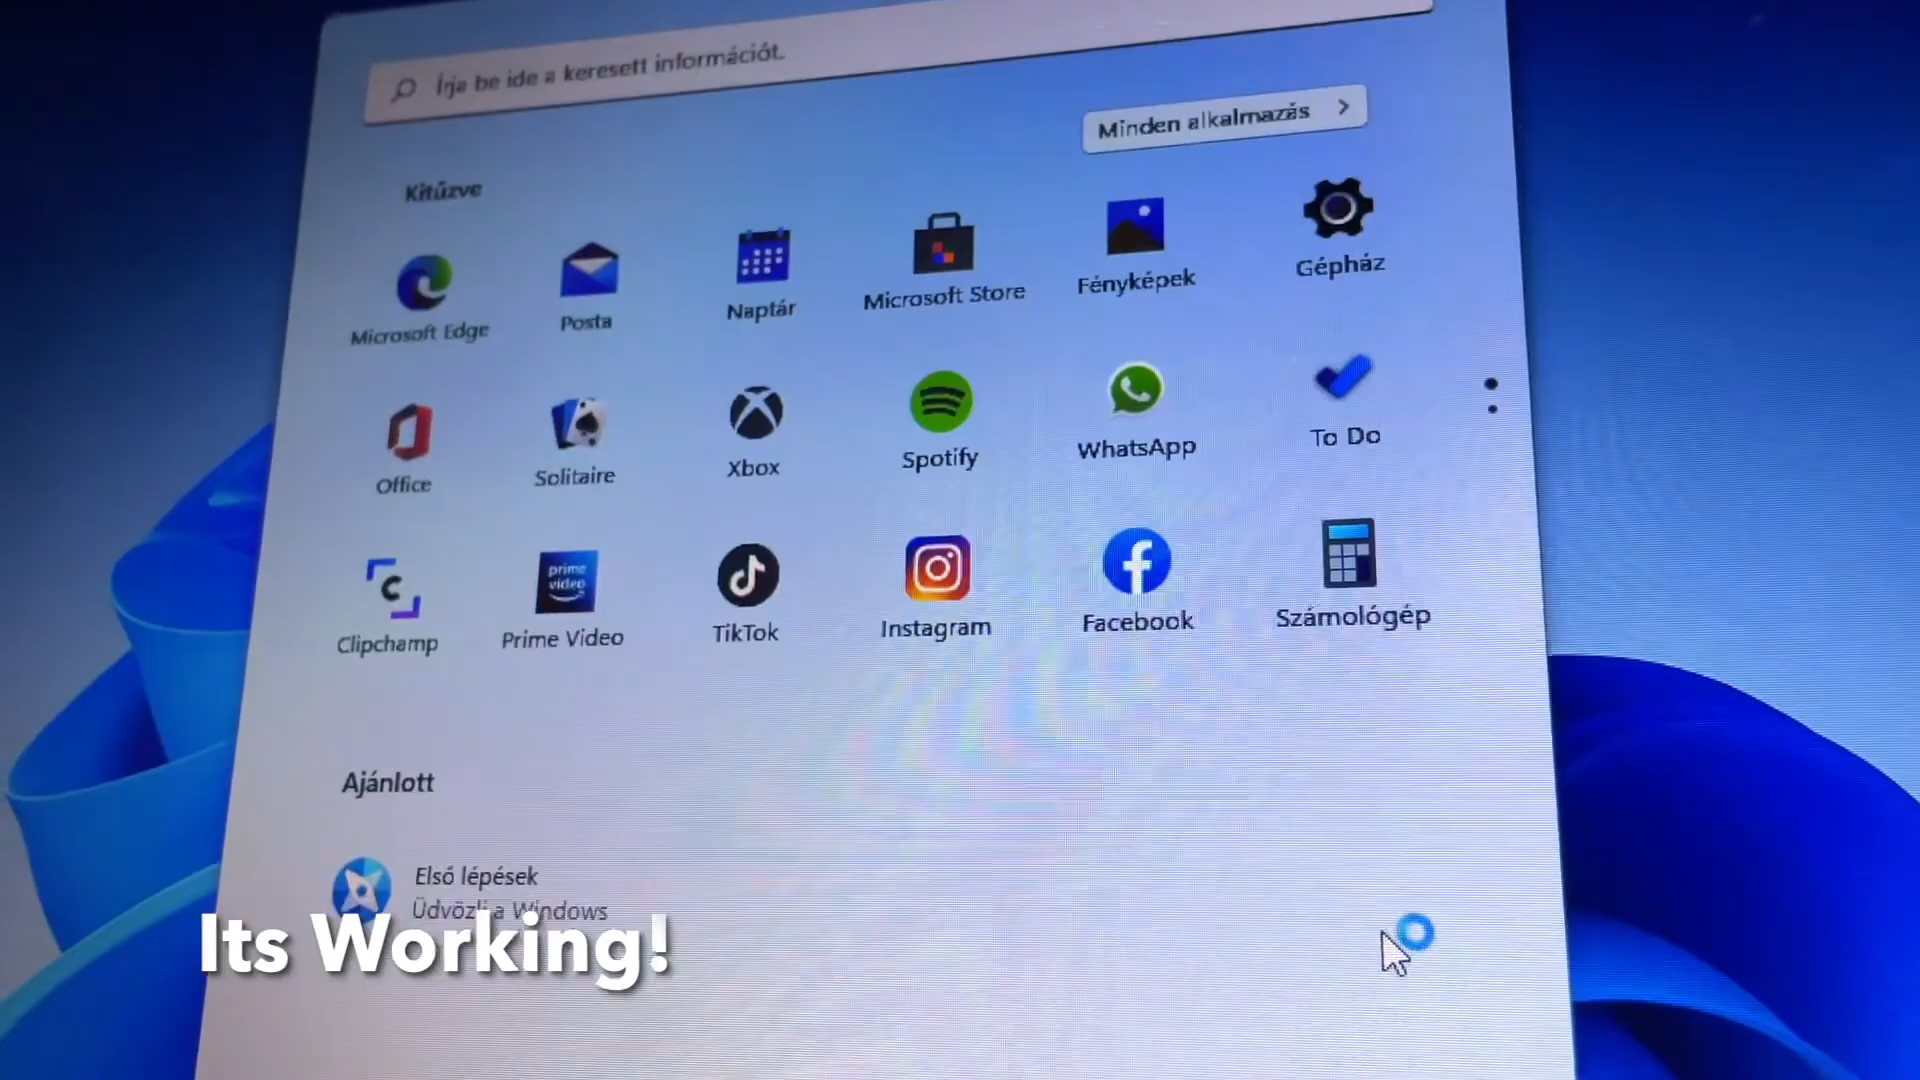 Írja be ide a keresett információt.
Minden alkalmazás
Kitűzve
Microsoft Edge
Posta
Naptár
Microsoft Store
Fényképek
Gépház
Office
Solitaire
Xbox
Spotify
WhatsApp
To Do
prime
video
Clipchamp
Prime Video
TikTok
Instagram
Facebook
Számológép
Ajánlott
Első lépések
Üdvözli a Windows
Its Working!